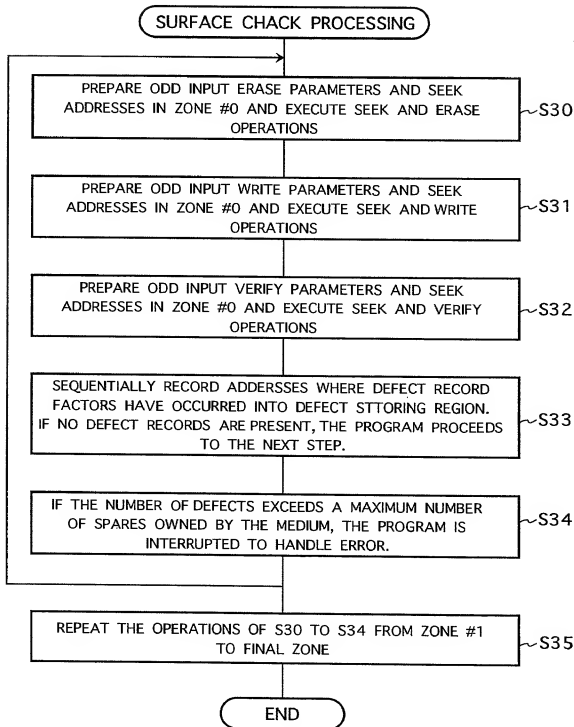 SURFACE CHACK PROCESSING
PREPARE ODD INPUT ERASE PARAMETERS AND SEEK
ADDRESSES IN ZONE #0 AND EXECUTE SEEK AND ERASE
OPERATIONS
S30
PREPARE ODD INPUT WRITE PARAMETERS AND SEEK
ADDRESSES IN ZONE #0 AND EXECUTE SEEK AND WRITE
OPERATIONS
S31
PREPARE ODD INPUT VERIFY PARAMETERS AND SEEK
ADDRESSES IN ZONE #0 AND EXECUTE SEEK AND VERIFY
OPERATIONS
S32
SEQUENTIALLY RECORD ADDERSSES WHERE DEFECT RECORD
FACTORS HAVE OCCURRED INTO DEFECT STTORING REGION.
IF NO DEFECT RECORDS ARE PRESENT, THE PROGRAM PROCEEDS
TO THE NEXT STEP.
S33
IF THE NUMBER OF DEFECTS EXCEEDS A MAXIMUM NUMBER
OF SPARES OWNED BY THE MEDIUM, THE PROGRAM IS
INTERRUPTED TO HANDLE ERROR.
S34
REPEAT THE OPERATIONS OF S30 TO S34 FROM ZONE #1
TO FINAL ZONE
S35
END